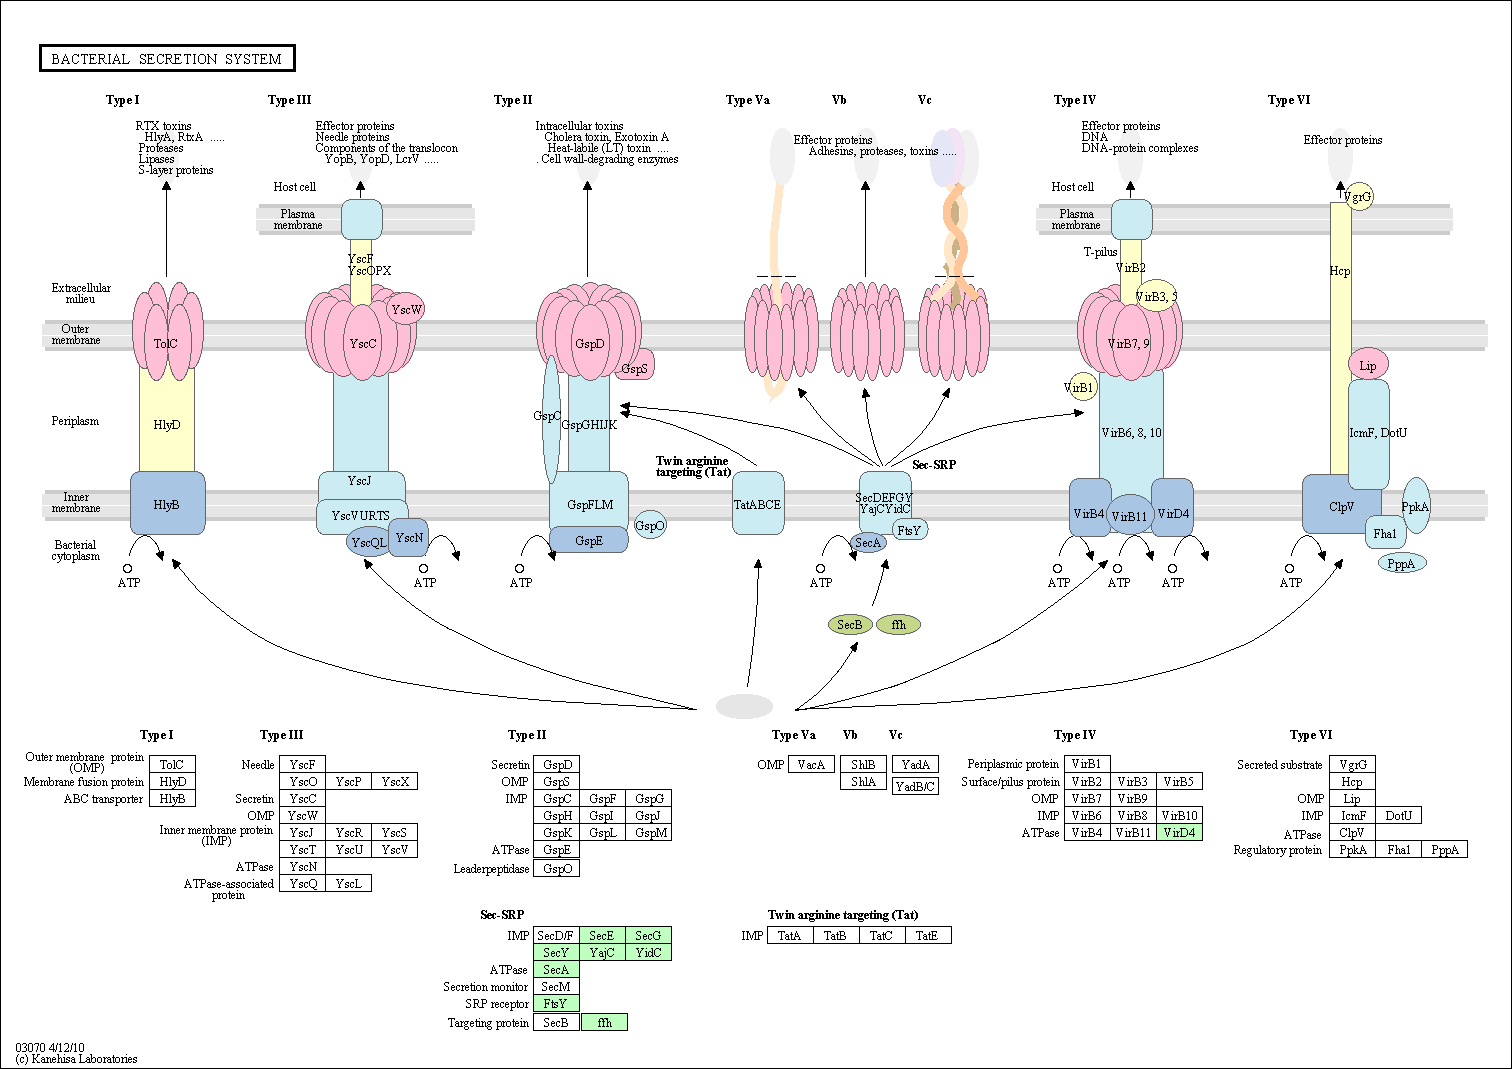 BACTERIAL SECRETION SYSTEM
Type I
Type III
Type II
Type Va
Vb
Vc
Type IV
Type VI
RTX toxins
HlyA, RtxA .....
Proteases
Lipases
S-layer proteins
Effector proteins
Needle proteins
Components of the translocon
YopB, YopD, LcrV .....
Intracellular toxins
Cholera toxin, Exotoxin A
Heat-labile (LT) toxin ....
. Cell wall-degrading enzymes
Effector proteins
Adhesins, proteases, toxins .....
Effector proteins
DNA
DNA-protein complexes
Effector proteins
Host cell
Plasma
membrane
Host cell
Plasma
membrane
VgrG
YscF
YscOPX
T-pilus
VirB2
Hcp
Extracellular
milieu
YscW
VirB3, 5
Outer
membrane
TolC
YscC
GspD
GspS
VirB7, 9
Lip
VirB1
Periplasm
HlyD
GspC
GspGHIJK
VirB6, 8, 10
IcmF, DotU
Twin arginine
targeting (Tat)
Sec-SRP
Inner
membrane
HlyB
YscJ
YscVURTS
GspFLM
GspO
TatABCE
SecDEFGY
YajCYidC
FtsY
VirB4
VirB11
VirD4
ClpV
PpkA
Fha1
Bacterial
cytoplasm
YscQL
YscN
GspE
SecA
PppA
ATP
ATP
ATP
ATP
ATP
ATP
ATP
ATP
SecB
ffh
Type I
Outer membrane protein
(OMP)
TolC
Membrane fusion protein
HlyD
ABC transporter
HlyB
Type III
Needle
YscF
YscO YscP YscX
Secretin
YscC
OMP
YscW
Inner membrane protein
(IMP)
YscJ YscR YscS
YscT YscU YscV
ATPase
YscN
ATPase-associated
protein
YscQ YscL
Type II
Secretin
GspD
OMP
GspS
IMP
GspC GspF GspG
GspH GspI GspJ
GspK GspL GspM
ATPase
GspE
Leaderpeptidase
GspO
Type Va
Vb
Vc
OMP
VacA
ShlB
YadA
ShlA
YadB/C
Type IV
Periplasmic protein
VirB1
Surface/pilus protein
VirB2 VirB3 VirB5
OMP
VirB7 VirB9
IMP
VirB6 VirB8 VirB10
ATPase
VirB4 VirB11 VirD4
Type VI
Secreted substrate
VgrG
Hcp
OMP
Lip
IMP
IcmF DotU
ATPase
ClpV
Regulatory protein
PpkA Fha1 PppA
Sec-SRP
IMP
SecD/F SecE SecG
SecY YajC YidC
ATPase
SecA
Secretion monitor
SecM
SRP receptor
FtsY
Targeting protein
SecB ffh
Twin arginine targeting (Tat)
IMP
TatA TatB TatC TatE
03070 4/12/10
(c) Kanehisa Laboratories